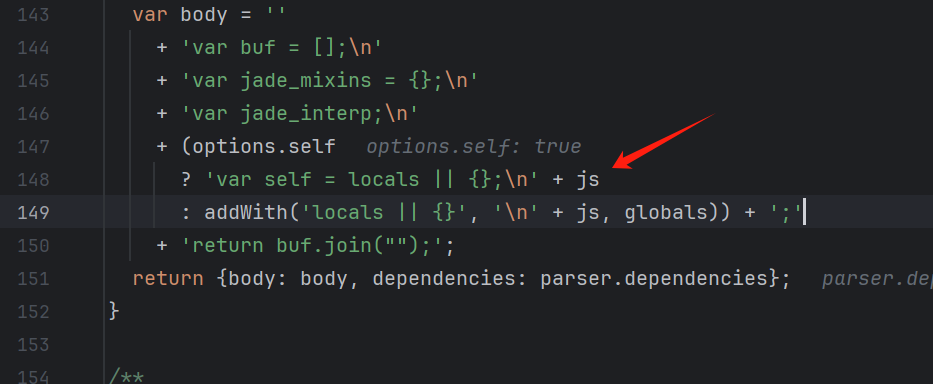 143 var body = ''
144 + 'var buf = [];\n'
145 + 'var jade_mixins = {};\n'
146 + 'var jade_interp;\n'
147 + (options.self options.self: true
148 ? 'var self = locals || {};\n' + js
149 : addWith('locals || {}', '\n' + js, globals)) + ';'
150 + 'return buf.join("");';
151 return {body: body, dependencies: parser.dependencies}; parser.dep
152 }
153
154 /**